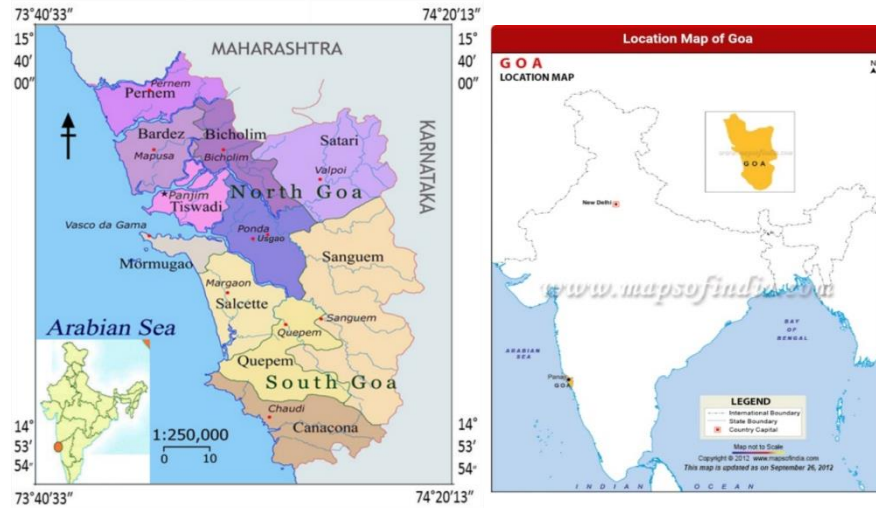 73°40'33"
74°20'13"
15°
40'
00"
15°
40'
00"
MAHARASHTRA
KARNATAKA
Pernem
Pernem
Bardez
Bicholim
Satari
Mapusa
Bicholim
Valpoi
North Goa
Panjim
Tiswadi
Vasco da Gama
Ponda
Usgao
Mormugao
Sanguem
Margaon
Salcette
Arabian Sea
Quepem
Sanguem
Quepem
South Goa
Chaudi
Canacona
1:250,000
0 10
14°
53'
54"
14°
53'
54"
73°40'33"
74°20'13"
Location Map of Goa
GOA
LOCATION MAP
N
GOA
New Delhi
www.mapsofindia.com
ARABIAN
SEA
BAY
OF
BENGAL
Panaji
GOA
LEGEND
International Boundary
State Boundary
Country Capital
Map not to Scale
Copyright © 2012 www.mapsofindia.com
This map is updated as on September 26, 2012
INDIAN OCEAN